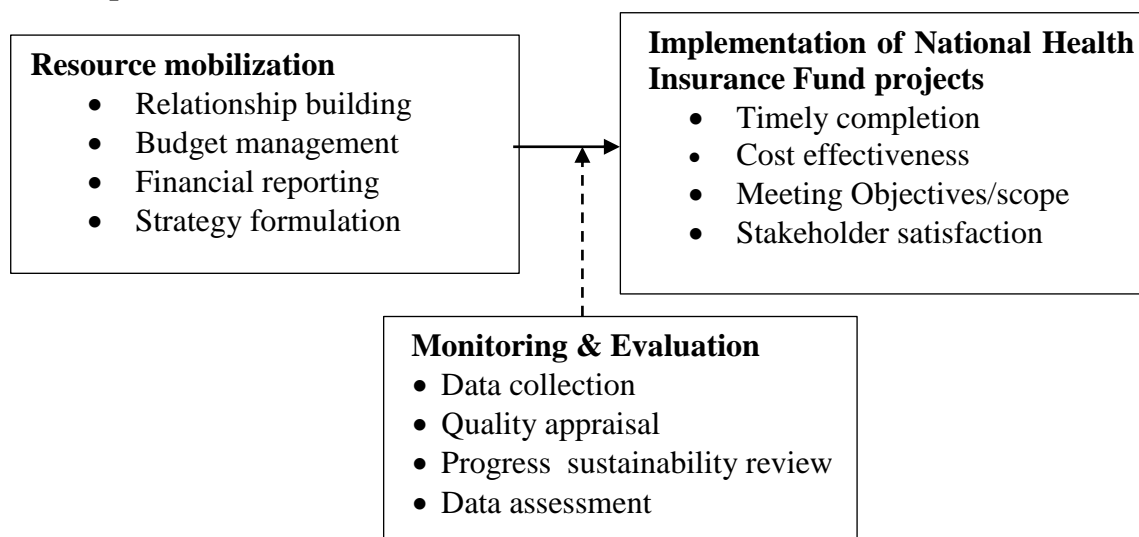 Resource mobilization
• Relationship building
• Budget management
• Financial reporting
• Strategy formulation
Implementation of National Health
Insurance Fund projects
• Timely completion
• Cost effectiveness
• Meeting Objectives/scope
• Stakeholder satisfaction
Monitoring & Evaluation
• Data collection
• Quality appraisal
• Progress sustainability review
• Data assessment